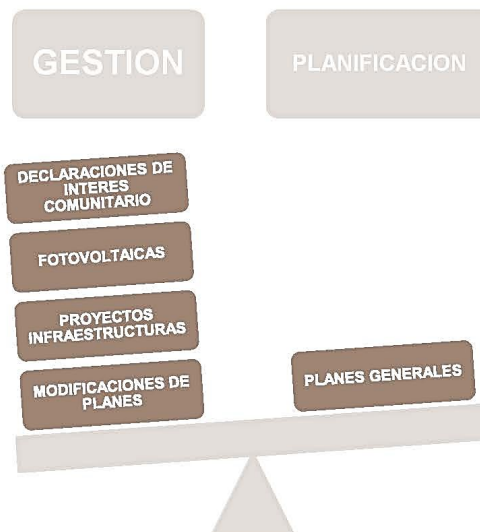 GESTION
PLANIFICACION
DECLARACIONES DE
INTERES
COMUNITARIO
FOTOVOLTAICAS
PROYECTOS
INFRAESTRUCTURAS
MODIFICACIONES DE
PLANES
PLANES GENERALES